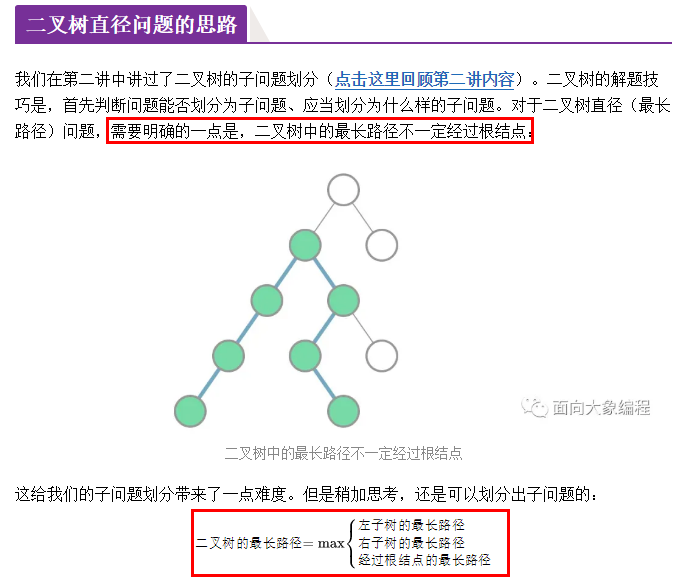 二叉树直径问题的思路
我们在第二讲中讲过了二叉树的子问题划分（点击这里回顾第二讲内容）。二叉树的解题技
巧是，首先判断问题能否划分为子问题、应当划分为什么样的子问题。对于二叉树直径（最长
路径）问题，需要明确的一点是，二叉树中的最长路径不一定经过根结点：
面向大象编程
二叉树中的最长路径不一定经过根结点
这给我们的子问题划分带来了一点难度。但是稍加思考，还是可以划分出子问题的：
左子树的最长路径
二叉树的最长路径= max { 右子树的最长路径
经过根结点的最长路径